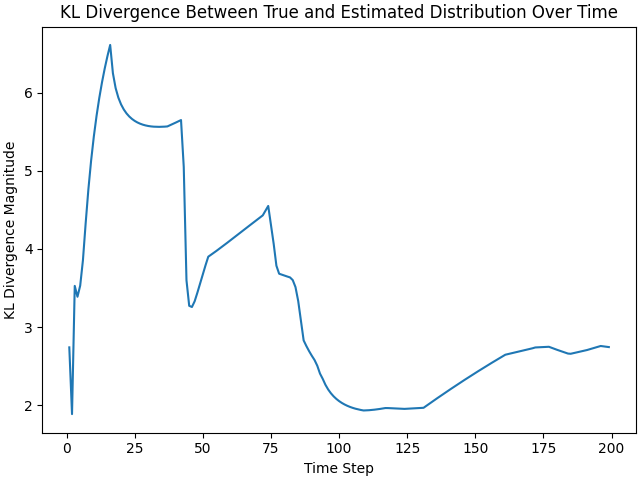 KL Divergence Between True and Estimated Distribution Over Time
KL Divergence Magnitude
6
5
4
3
2
0 25 50 75 100 125 150 175 200
Time Step